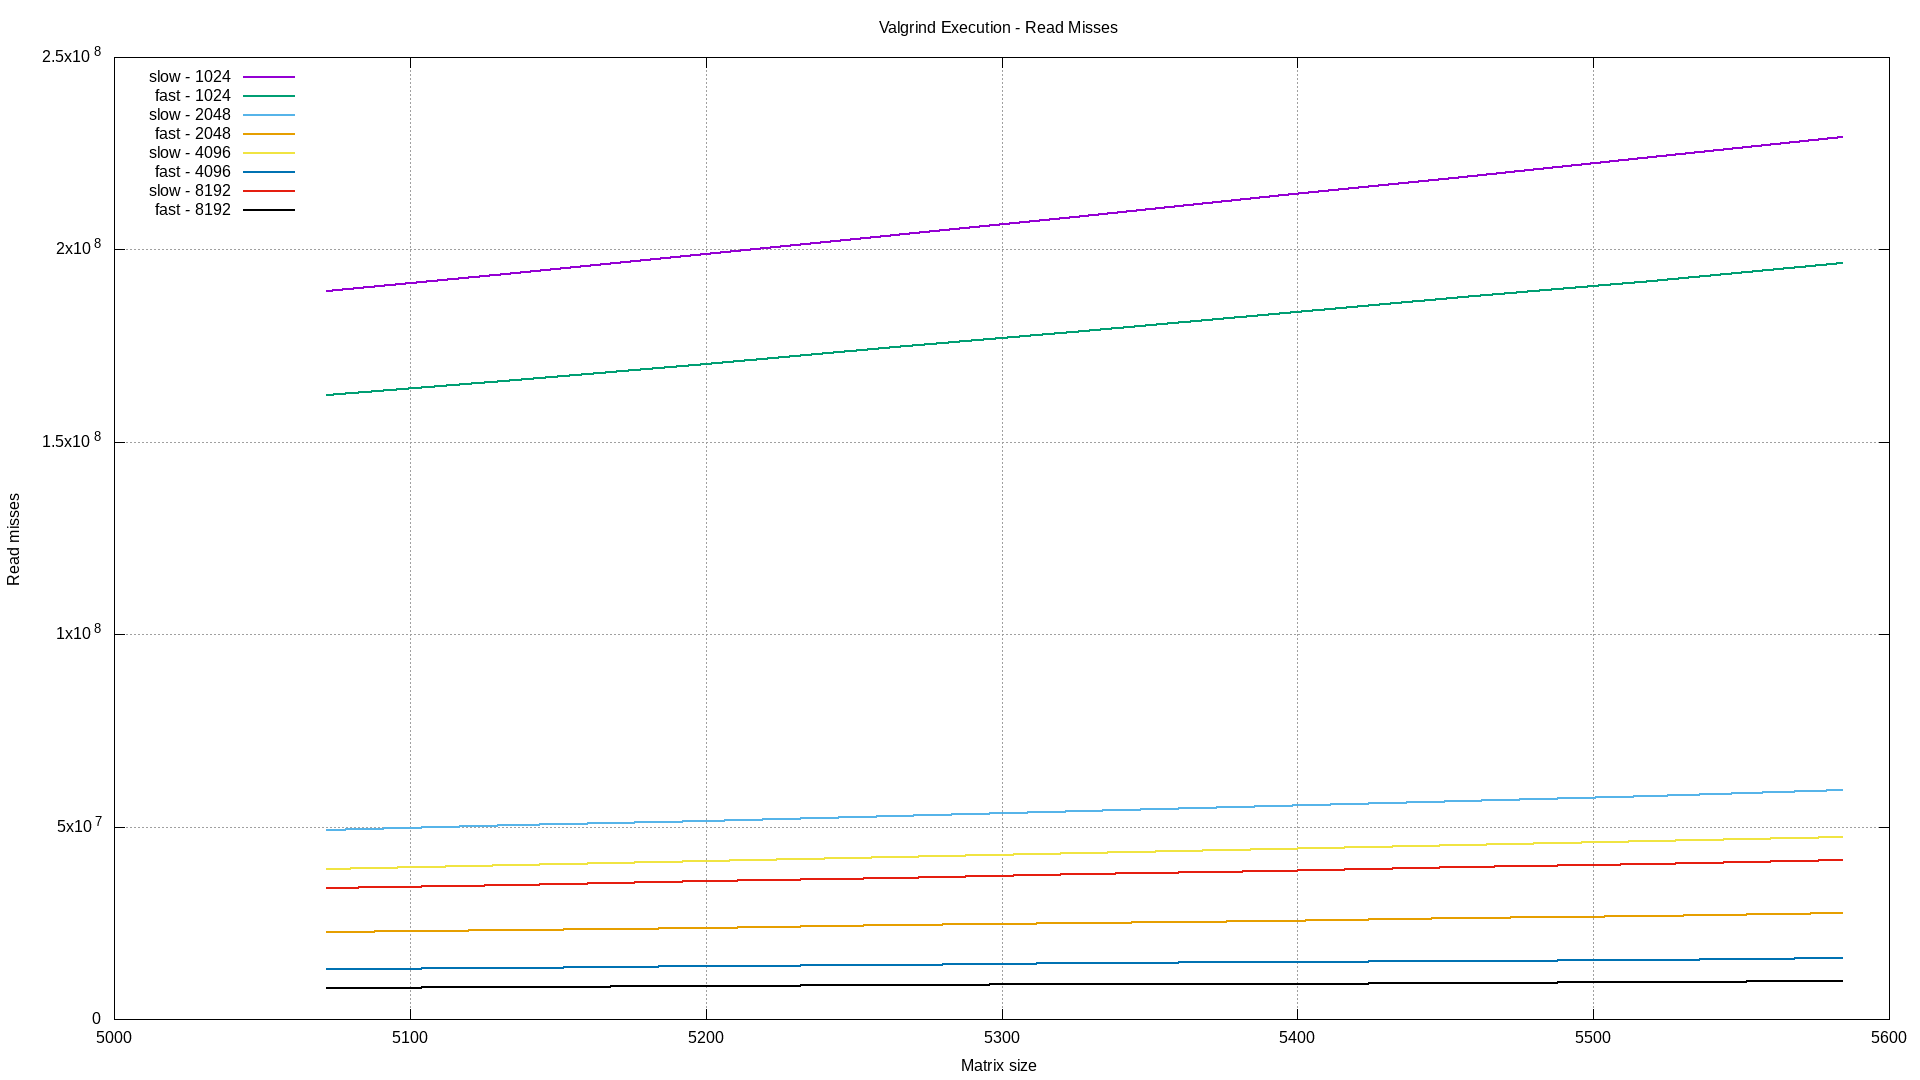 Valgrind Execution - Read Misses
2.5x10 8
2x10 8
1.5x10 8
1x10 8
5x10 7
0
slow - 1024
fast - 1024
slow - 2048
fast - 2048
slow - 4096
fast - 4096
slow - 8192
fast - 8192
Read misses
5000 5100 5200 5300 5400 5500 5600
Matrix size